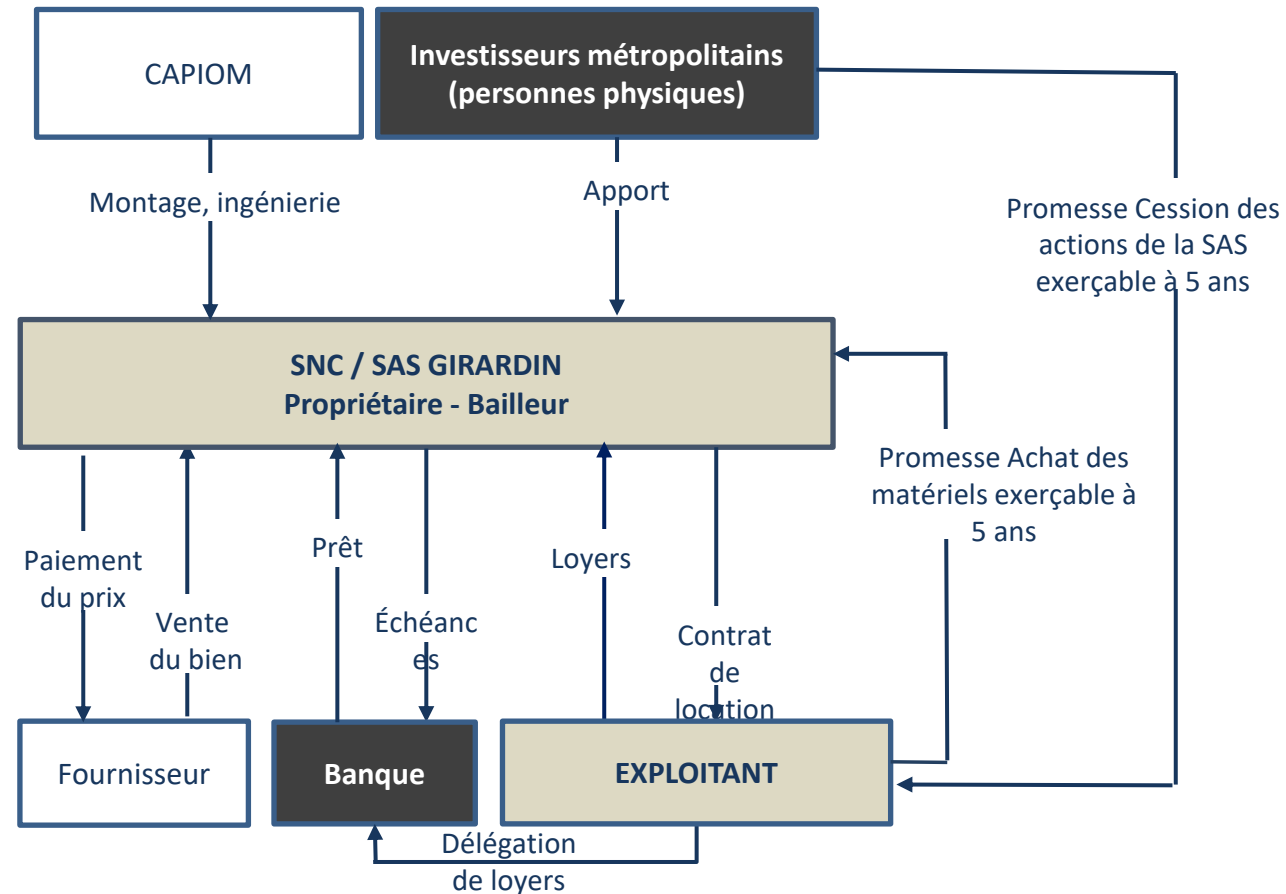 CAPIOM
Investisseurs métropolitains
(personnes physiques)
Montage, ingénierie
Apport
Promesse Cession des
actions de la SAS
exerçable à 5 ans
SNC / SAS GIRARDIN
Propriétaire - Bailleur
Promesse Achat des
matériels exerçable à
5 ans
Paiement
du prix
Vente
du bien
Prêt
Échéanc
es
Loyers
Contrat
de
location
Fournisseur
Banque
EXPLOITANT
Délégation
de loyers